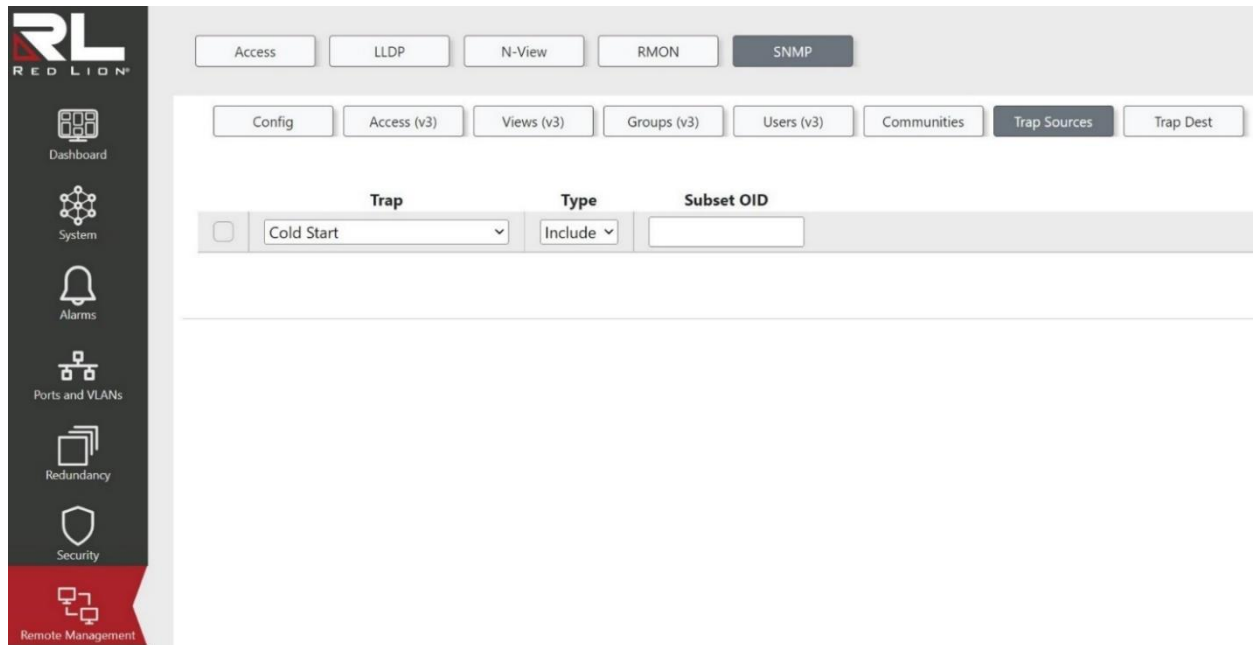 RL
RED LION®
Access LLDP N-View RMON SNMP
Config Access (v3) Views (v3) Groups (v3) Users (v3) Communities Trap Sources Trap Dest
Dashboard
Trap Type Subset OID
System
Cold Start Include
Alarms
Ports and VLANs
Redundancy
Security
Remote Management